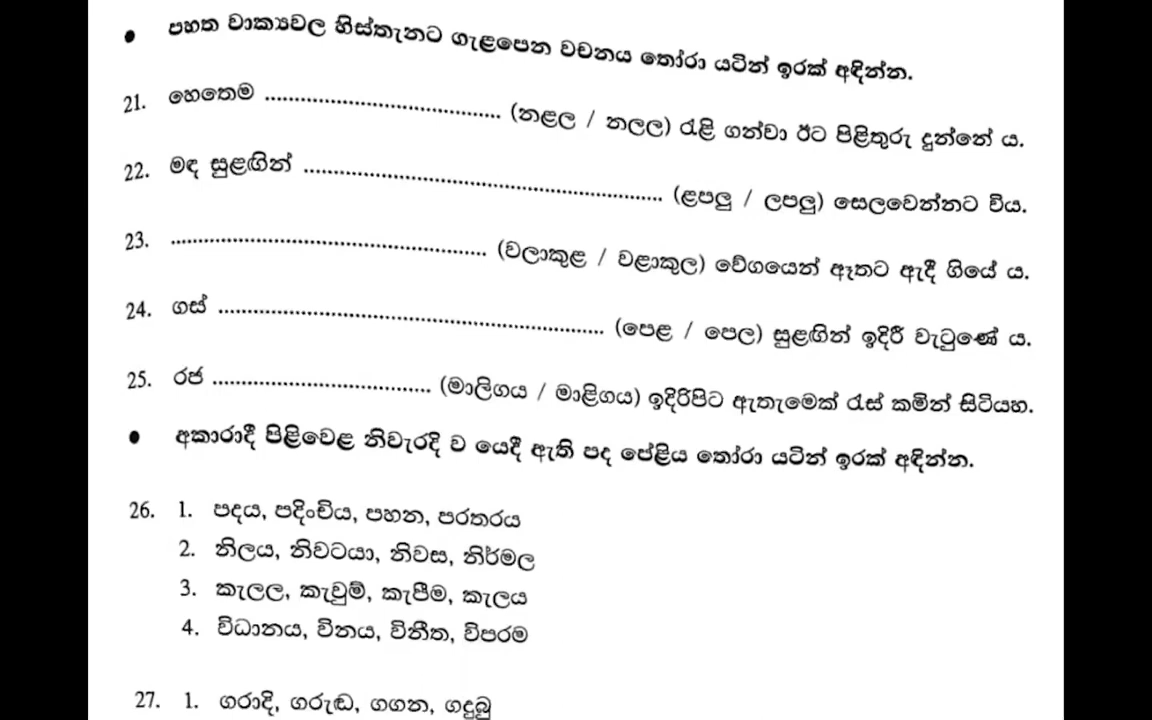 ● පහත වාක්‍යවල හිස්තැනට ගැළපෙන වචනය තෝරා යටින් ඉරක් අඳින්න.
21. හෙතෙම ....................................... (නළල / නලල) රැළි ගන්වා ඊට පිළිතුරු දුන්නේ ය.
22. මඳ සුළඟින් ............................................................ (ළපලු / ලපලු) සෙලවෙන්නට විය.
23. ..................................................... (වලාකුළ / වළාකුල) වේගයෙන් ඈතට ඇදී ගියේ ය.
24. ගස් ................................................................. (පෙළ / පෙල) සුළඟින් ඉදිරී වැටුණේ ය.
25. රජ ..................................... (මාලිගය / මාළිගය) ඉදිරිපිට ඇතැමෙක් රැස් කමින් සිටියහ.
● අකාරාදී පිළිවෙළ නිවැරදි ව යෙදී ඇති පද පේළිය තෝරා යටින් ඉරක් අඳින්න.
26. 1. පදය, පදිංචිය, පහන, පරතරය
2. නිලය, නිවටයා, නිවස, නිර්මල
3. කැලල, කැවුම්, කැපීම, කැලය
4. විධානය, විනය, විනීත, විපරම
27. 1. ගරාදි, ගරුඬ, ගගන, ගදුබු